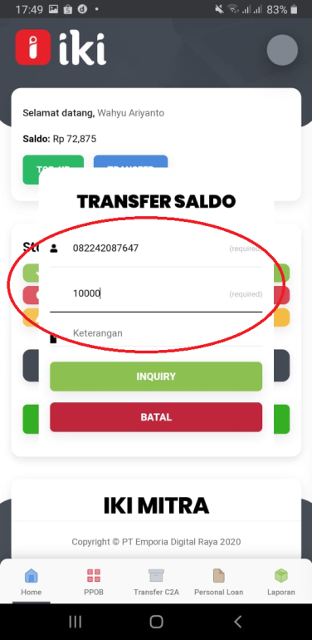 17:49
83%
iki
Selamat datang, Wahyu Ariyanto
Saldo: Rp 72,875
TRANSFER SALDO
082242087647 (required)
10000 (required)
Keterangan
INQUIRY
BATAL
IKI MITRA
Copyright © PT Emporia Digital Raya 2020
Home PPOB Transfer C2A Personal Loan Laporan